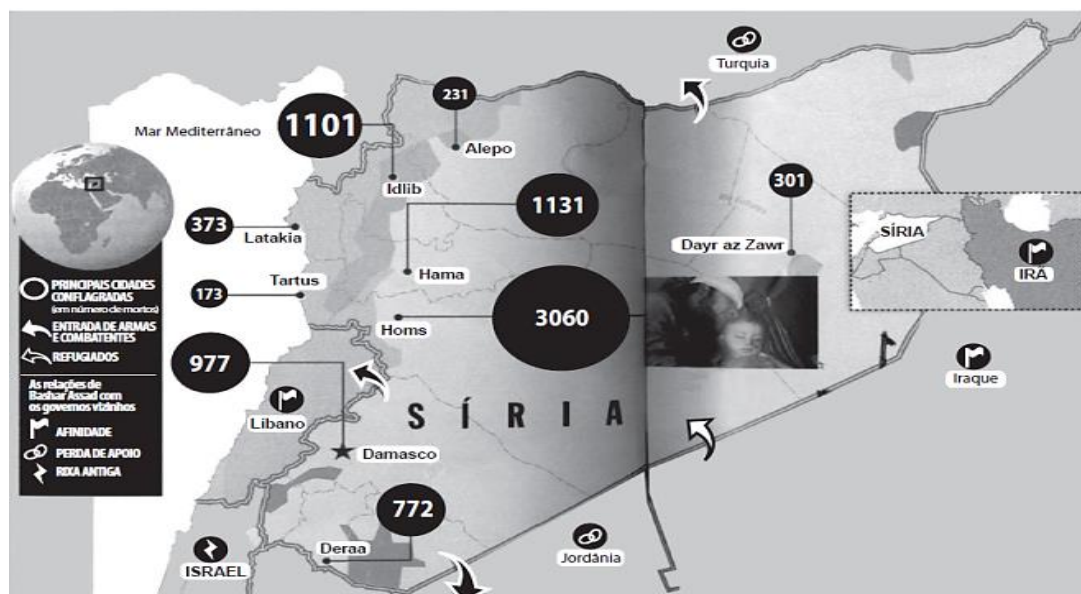 Turquia
231
1101
Mar Mediterrâneo
Alepo
Idlib
301
1131
373
Latakia
Dayr az Zawr
SÍRIA
Tartus
Hama
IRÃ
173
Homs
3060
977
Iraque
Líbano
S Í R I A
Damasco
772
Deraa
Jordânia
ISRAEL
PRINCIPAIS CIDADES
CONFLAGRADAS
(em número de mortos)
ENTRADA DE ARMAS
E COMBATENTES
REFUGIADOS
As relações de
Bashar Assad com
os governos vizinhos
AFINIDADE
PERDA DE APOIO
RIXA ANTIGA